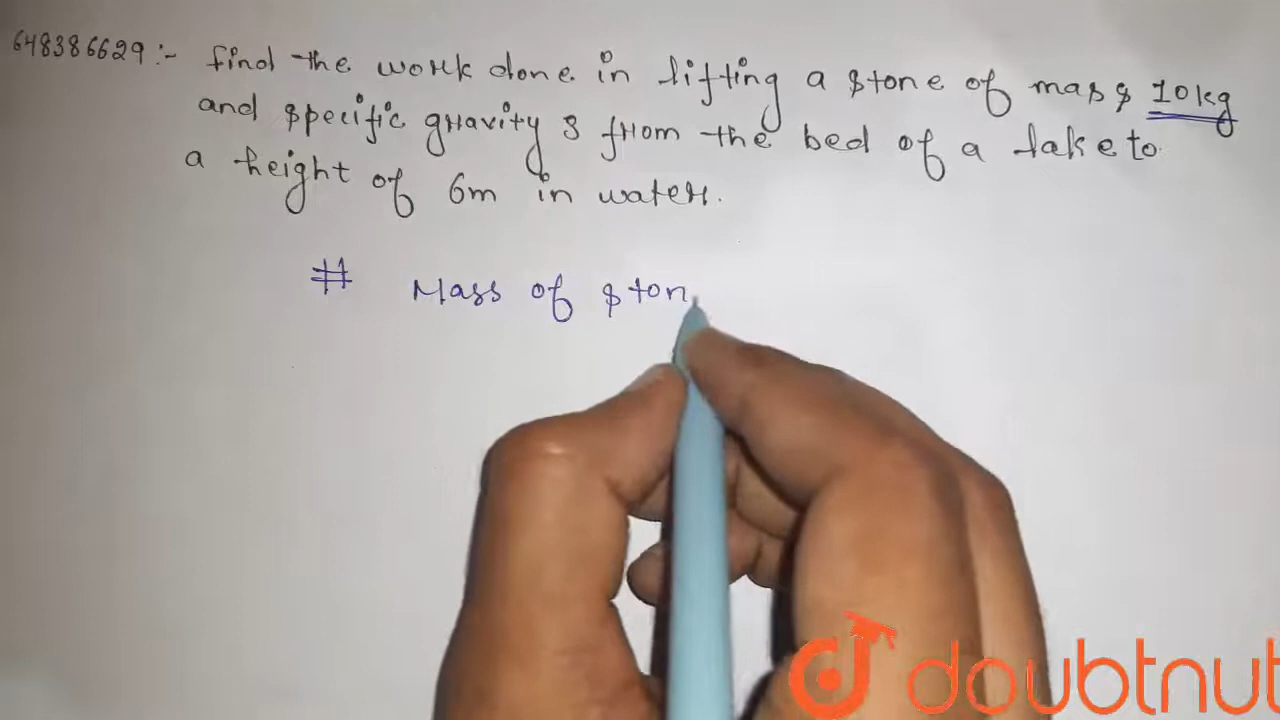 648386629:- find the work done in lifting a stone of mass 10kg
and specific gravity 3 from the bed of a lake to
a height of 6m in water.
# Mass of ston
doubtnut